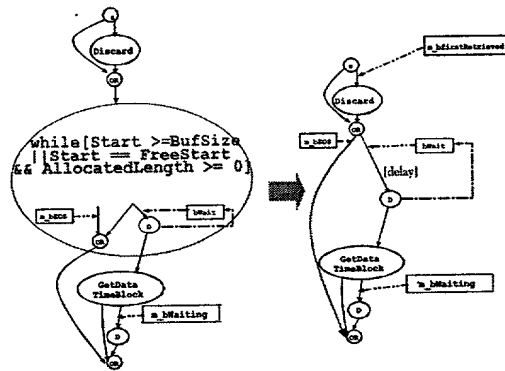 Discard
OR
while[Start >=BufSize
||Start == FreeStart
&& AllocatedLength >= 0]
m_bEOS
bWait
D
OR
GetData
TimeBlock
m_bWaiting
D
OR
Discard
OR
m_bEOS
bWait
[delay]
D
GetData
TimeBlock
m_bWaiting
D
OR